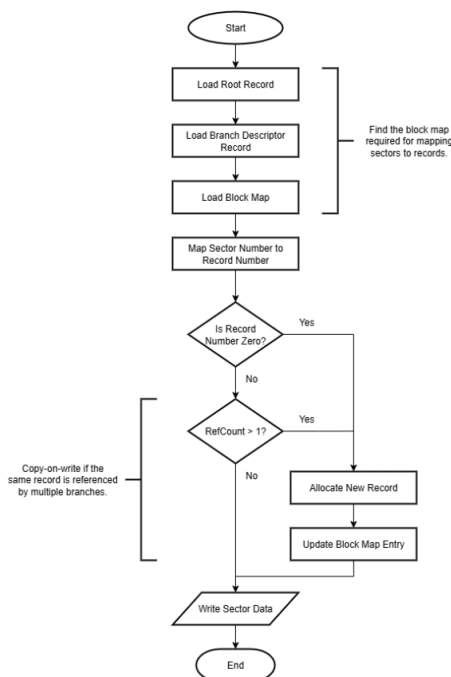 Start
Load Root Record
Load Branch Descriptor
Record
Load Block Map
Find the block map
required for mapping
sectors to records.
Map Sector Number to
Record Number
Is Record
Number Zero?
Yes
No
RefCount > 1?
Yes
No
Copy-on-write if the
same record is referenced
by multiple branches.
Allocate New Record
Update Block Map Entry
Write Sector Data
End